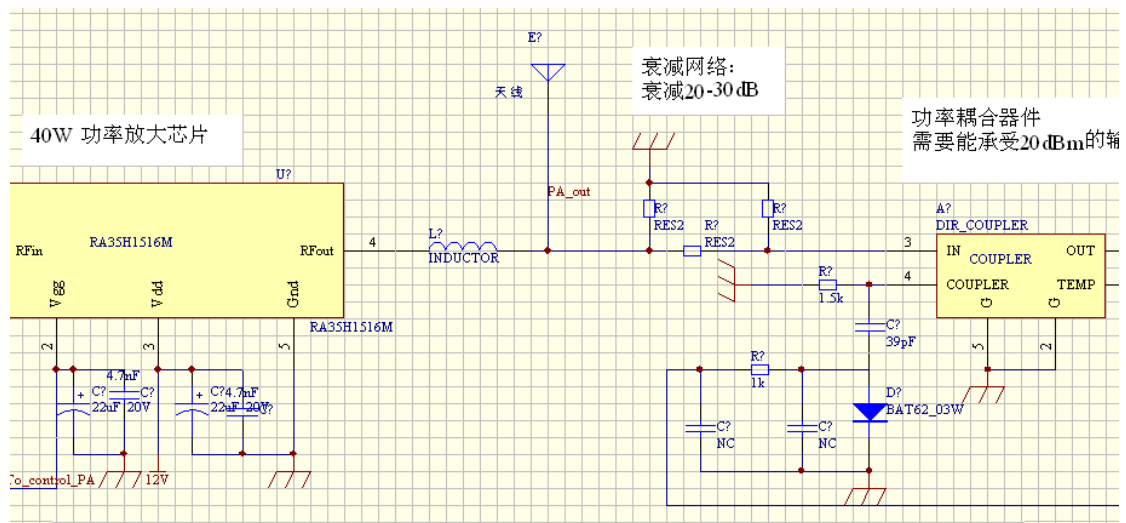 E?
天线
衰减网络：
衰减20-30dB
功率耦合器件
需要能承受20dBm的输
40W 功率放大芯片
U?
PA_out
R?
RES2
R?
RES2
R?
RES2
A?
DIR_COUPLER
RFin
RA35H1516M
RFout
4
L?
INDUCTOR
3
IN
COUPLER
OUT
4
COUPLER
TEMP
G
G
R?
1.5k
Vgg
Vdd
Gnd
RA35H1516M
2
3
5
5
2
C?
39pF
R?
1k
4.7nF
C?
22uF
C?
20V
C?
4.7nF
22uF
20V
C?
D?
BAT62_03W
C?
NC
C?
NC
To_control_PA
12V